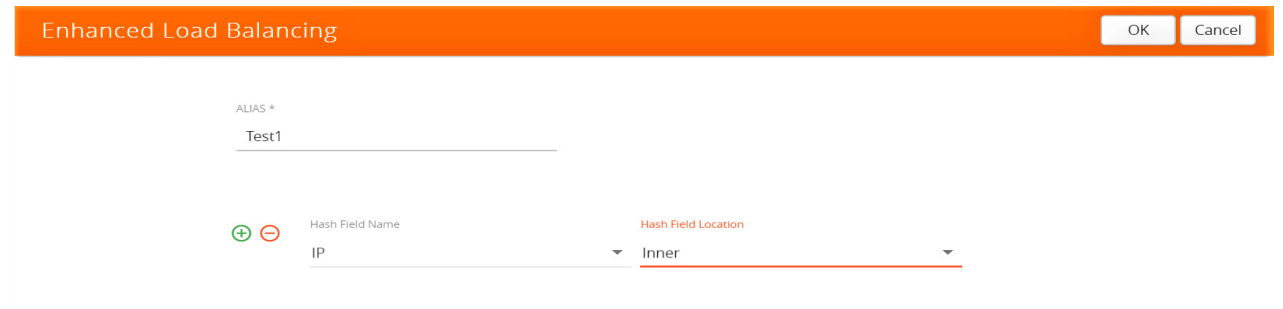 Enhanced Load Balancing
OK
Cancel
ALIAS *
Test1
Hash Field Name
Hash Field Location
IP
Inner